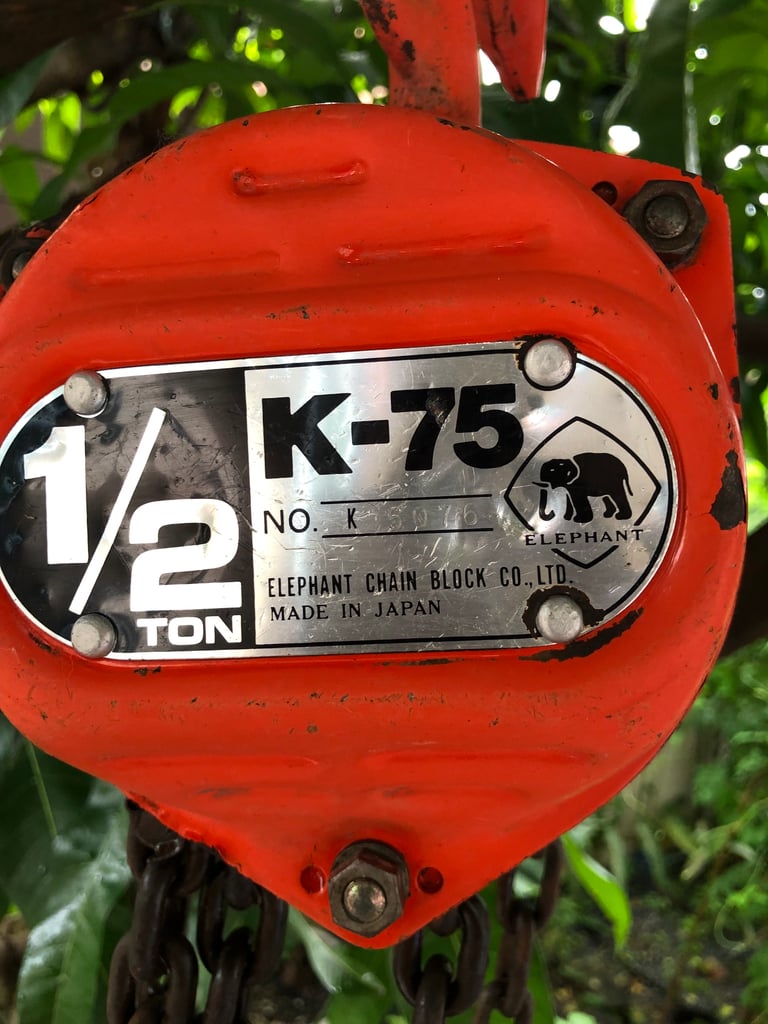 1/2
TON
K-75
NO. K
ELEPHANT
ELEPHANT CHAIN BLOCK CO., LTD.
MADE IN JAPAN